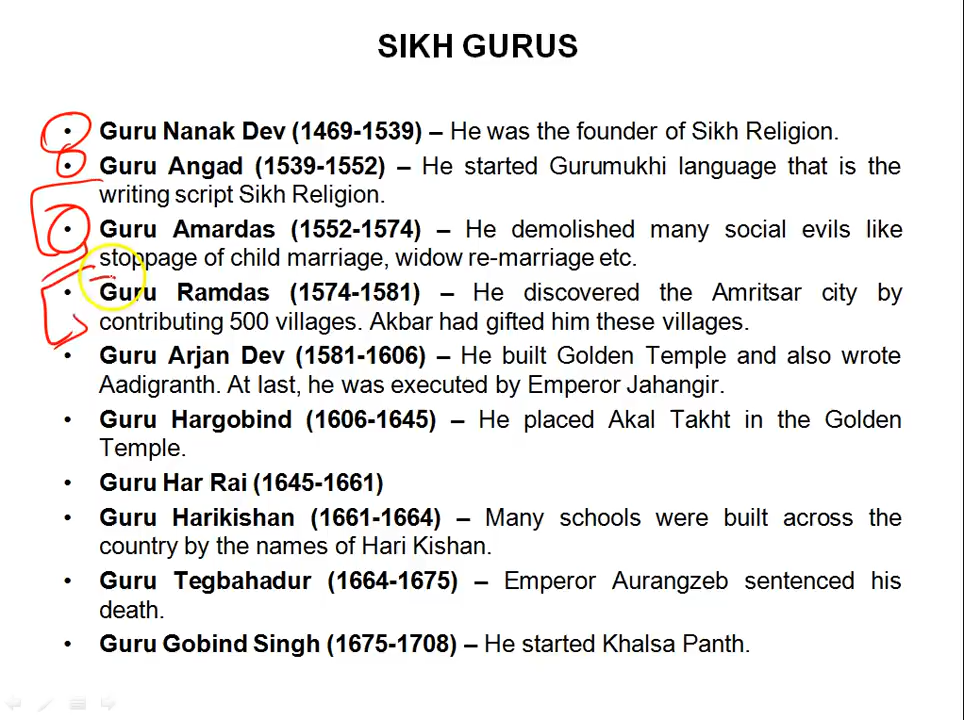 SIKH GURUS
• Guru Nanak Dev (1469-1539) – He was the founder of Sikh Religion.
• Guru Angad (1539-1552) – He started Gurumukhi language that is the
writing script Sikh Religion.
• Guru Amardas (1552-1574) – He demolished many social evils like
stoppage of child marriage, widow re-marriage etc.
• Guru Ramdas (1574-1581) – He discovered the Amritsar city by
contributing 500 villages. Akbar had gifted him these villages.
• Guru Arjan Dev (1581-1606) – He built Golden Temple and also wrote
Aadigranth. At last, he was executed by Emperor Jahangir.
• Guru Hargobind (1606-1645) – He placed Akal Takht in the Golden
Temple.
• Guru Har Rai (1645-1661)
• Guru Harikishan (1661-1664) – Many schools were built across the
country by the names of Hari Kishan.
• Guru Tegbahadur (1664-1675) – Emperor Aurangzeb sentenced his
death.
• Guru Gobind Singh (1675-1708) – He started Khalsa Panth.